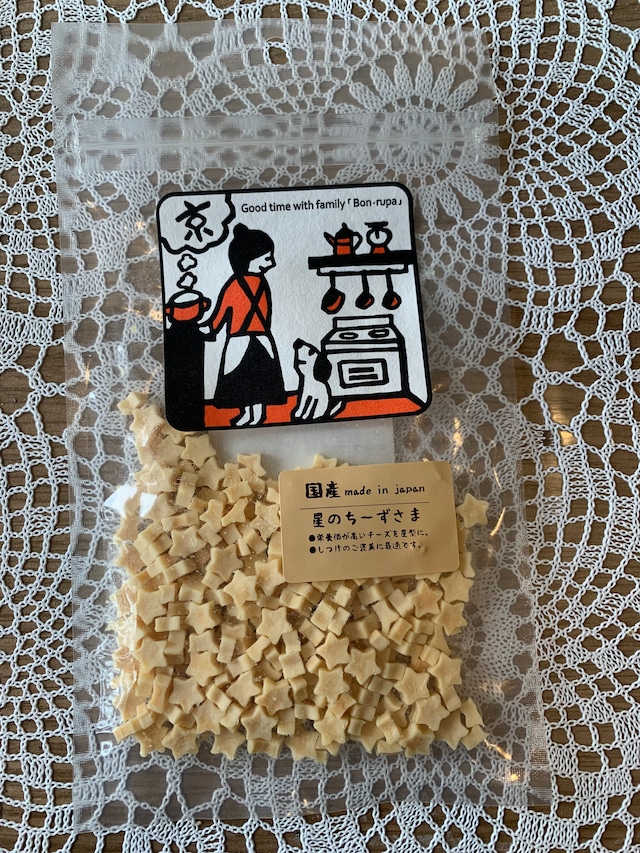 Good time with family「Bon・rupa」
京
国産 made in japan
星のち～ずさま
●栄養価が高いチーズを星型に。
●しつけのご褒美に最適です。